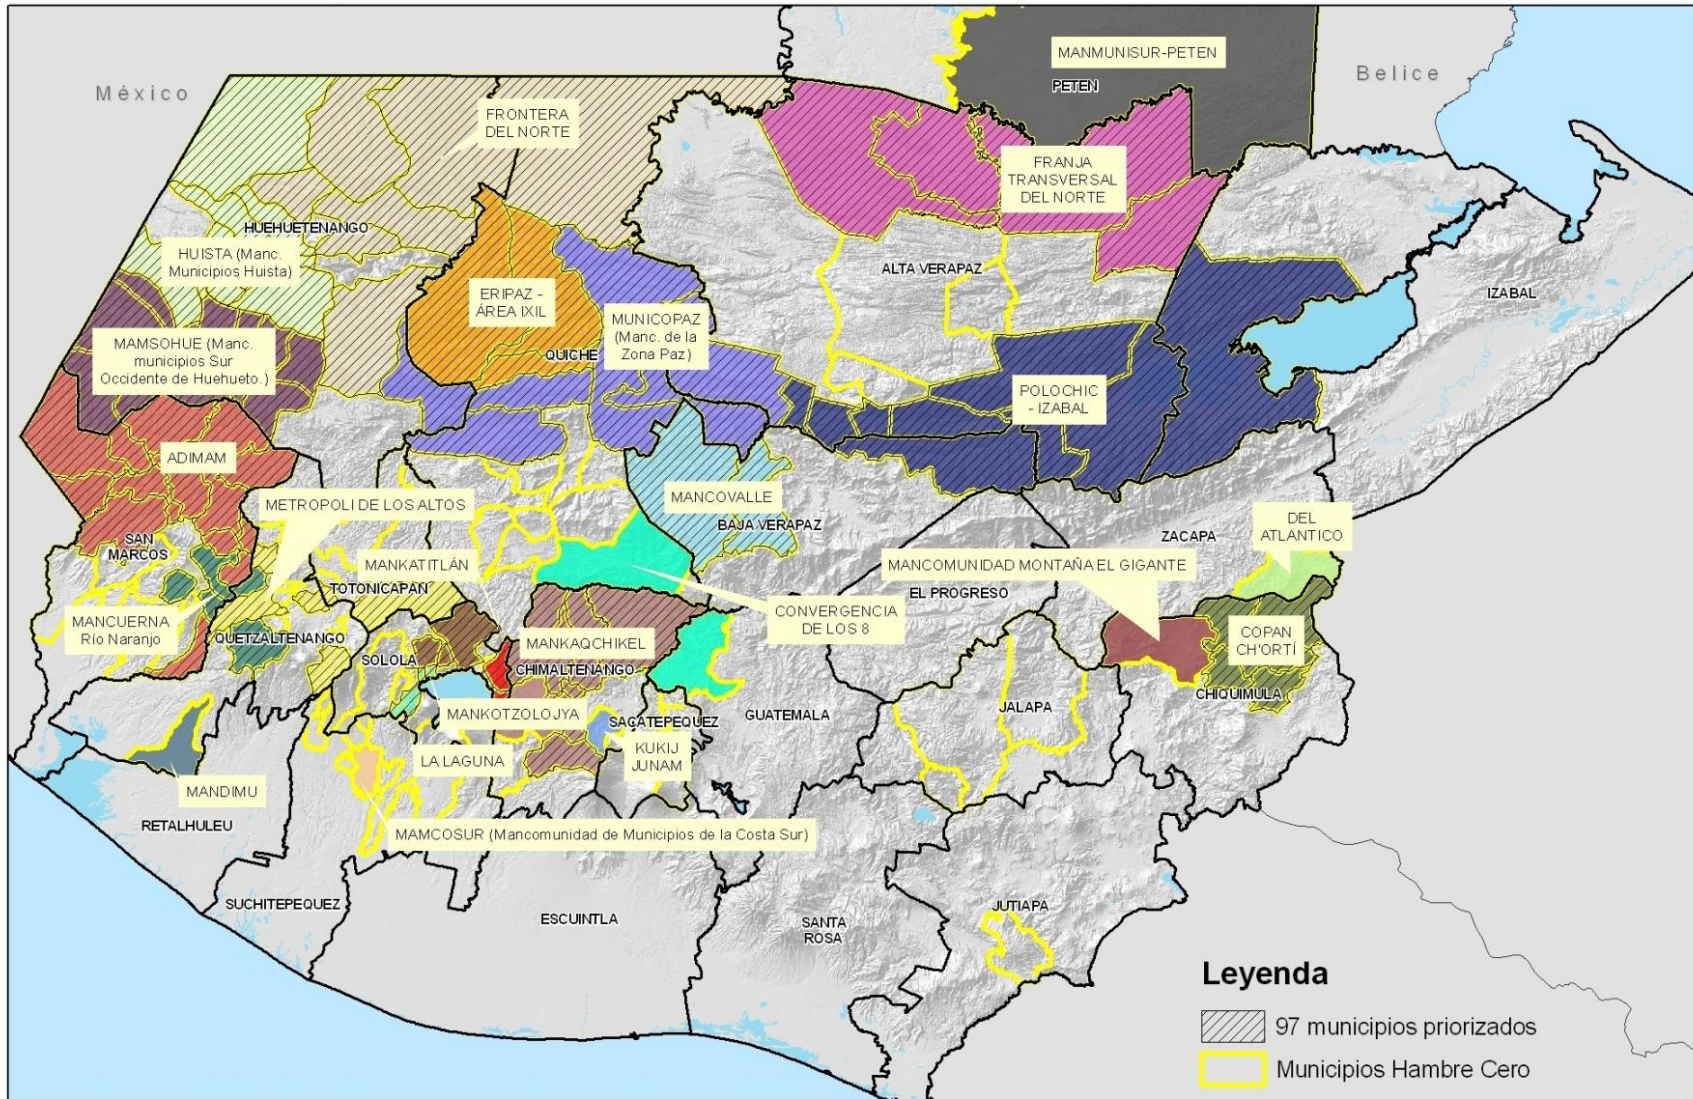 MANMUNISUR-PETEN
PETEN
México
Belice
FRONTERA
DEL NORTE
FRANJA
TRANSVERSAL
DEL NORTE
HUEHUETENANGO
HUISTA (Manc.
Municipios Huista)
ALTA VERAPAZ
IZABAL
ERIPAZ -
ÁREA IXIL
MUNICOPAZ
(Manc. de la
Zona Paz)
QUICHE
MAMSOHUE (Manc.
municipios Sur
Occidente de Huehueto.)
POLOCHIC
- IZABAL
ADIMAM
METROPOLI DE LOS ALTOS
MANCOVALLE
BAJA VERAPAZ
DEL
ATLANTICO
ZACAPA
SAN
MARCOS
MANKATITLÁN
MANCOMUNIDAD MONTAÑA EL GIGANTE
TOTONICAPAN
EL PROGRESO
CONVERGENCIA
DE LOS 8
MANCUERNA
Río Naranjo
QUETZALTENANGO
MANKAQCHIKEL
COPAN
CH'ORTÍ
SOLOLA
CHIMALTENANGO
CHIQUIMULA
MANKOTZOLOJYA
SACATEPEQUEZ
GUATEMALA
JALAPA
LA LAGUNA
KUKIJ
JUNAM
MANDIMU
RETALHULEU
MAMCOSUR (Mancomunidad de Municipios de la Costa Sur)
SUCHITEPEQUEZ
ESCUINTLA
SANTA
ROSA
JUTIAPA
Leyenda
97 municipios priorizados
Municipios Hambre Cero